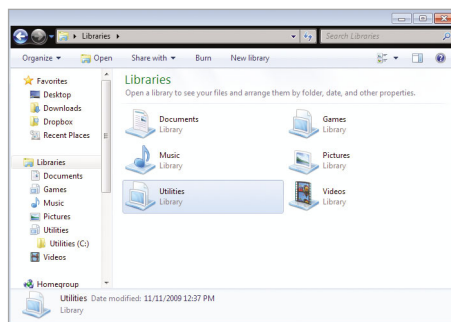 Libraries
Search Libraries
Organize Open Share with Burn New library
Favorites
Desktop
Downloads
Dropbox
Recent Places
Libraries
Documents
Games
Music
Pictures
Utilities
Utilities (C:)
Videos
Homegroup
Libraries
Open a library to see your files and arrange them by folder, date, and other properties.
Documents
Library
Games
Library
Music
Library
Pictures
Library
Utilities
Library
Videos
Library
Utilities Date modified: 11/11/2009 12:37 PM
Library